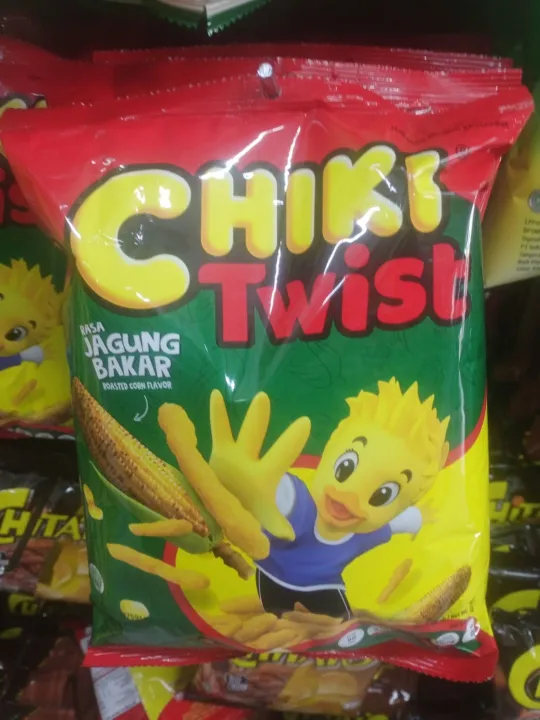 CHIKI
Twist
RASA
JAGUNG
BAKAR
ROASTED CORN FLAVOR